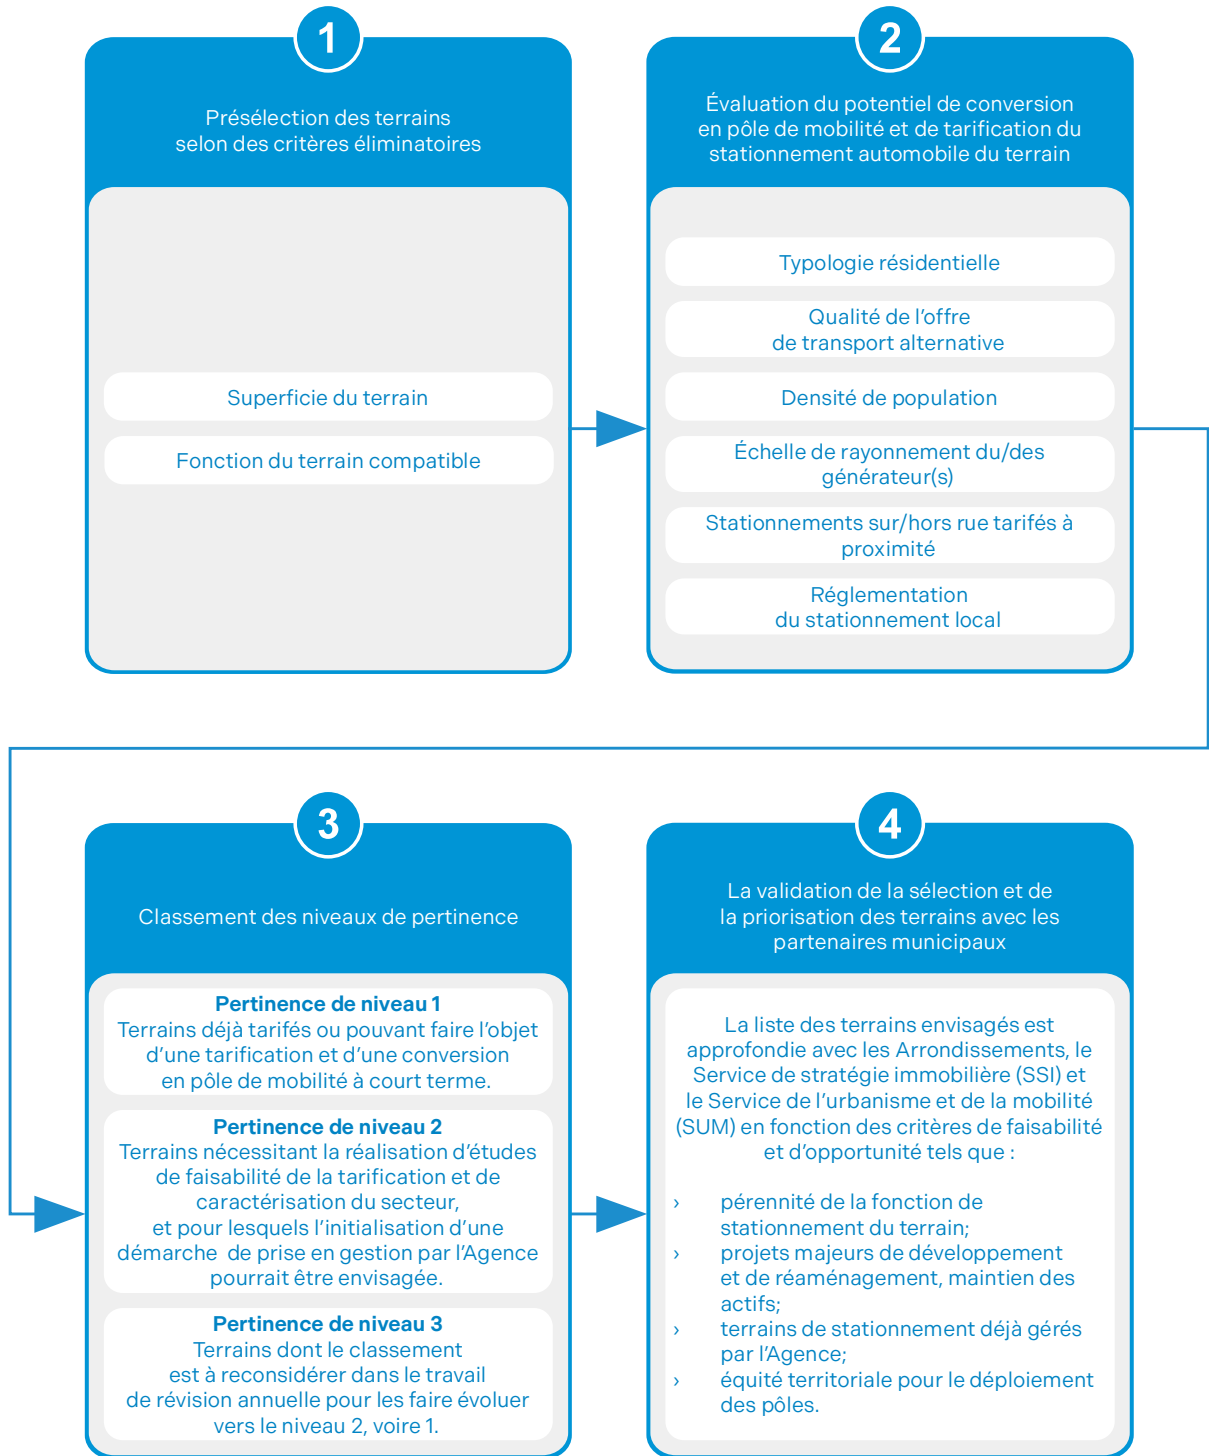 1
Présélection des terrains
selon des critères éliminatoires
Superficie du terrain
Fonction du terrain compatible
2
Évaluation du potentiel de conversion
en pôle de mobilité et de tarification du
stationnement automobile du terrain
Typologie résidentielle
Qualité de l'offre
de transport alternative
Densité de population
Échelle de rayonnement du/des
générateur(s)
Stationnements sur/hors rue tarifés à
proximité
Réglementation
du stationnement local
3
Classement des niveaux de pertinence
Pertinence de niveau 1
Terrains déjà tarifés ou pouvant faire l'objet
d'une tarification et d'une conversion
en pôle de mobilité à court terme.
Pertinence de niveau 2
Terrains nécessitant la réalisation d'études
de faisabilité de la tarification et de
caractérisation du secteur,
et pour lesquels l'initialisation d'une
démarche de prise en gestion par l'Agence
pourrait être envisagée.
Pertinence de niveau 3
Terrains dont le classement
est à reconsidérer dans le travail
de révision annuelle pour les faire évoluer
vers le niveau 2, voire 1.
4
La validation de la sélection et de
la priorisation des terrains avec les
partenaires municipaux
La liste des terrains envisagés est
approfondie avec les Arrondissements, le
Service de stratégie immobilière (SSI) et
le Service de l'urbanisme et de la mobilité
(SUM) en fonction des critères de faisabilité
et d'opportunité tels que :
› pérennité de la fonction de
stationnement du terrain;
› projets majeurs de développement
et de réaménagement, maintien des
actifs;
› terrains de stationnement déjà gérés
par l'Agence;
› équité territoriale pour le déploiement
des pôles.